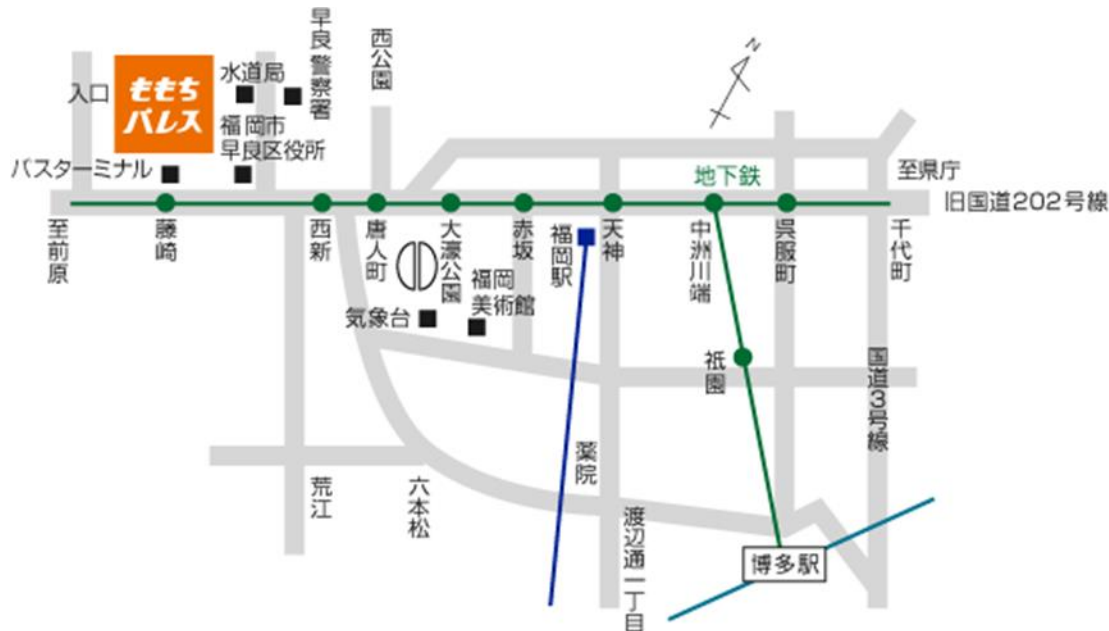 早良警察署
西公園
N
水道局
入口
ももち
パレス
福岡市
早良区役所
バスターミナル
地下鉄
至県庁
旧国道202号線
至前原
藤崎
西新
唐人町
大濠公園
赤坂
福岡駅
天神
中洲川端
呉服町
千代町
福岡
美術館
気象台
祇園
国道3号線
薬院
荒江
六本松
渡辺通一丁目
博多駅